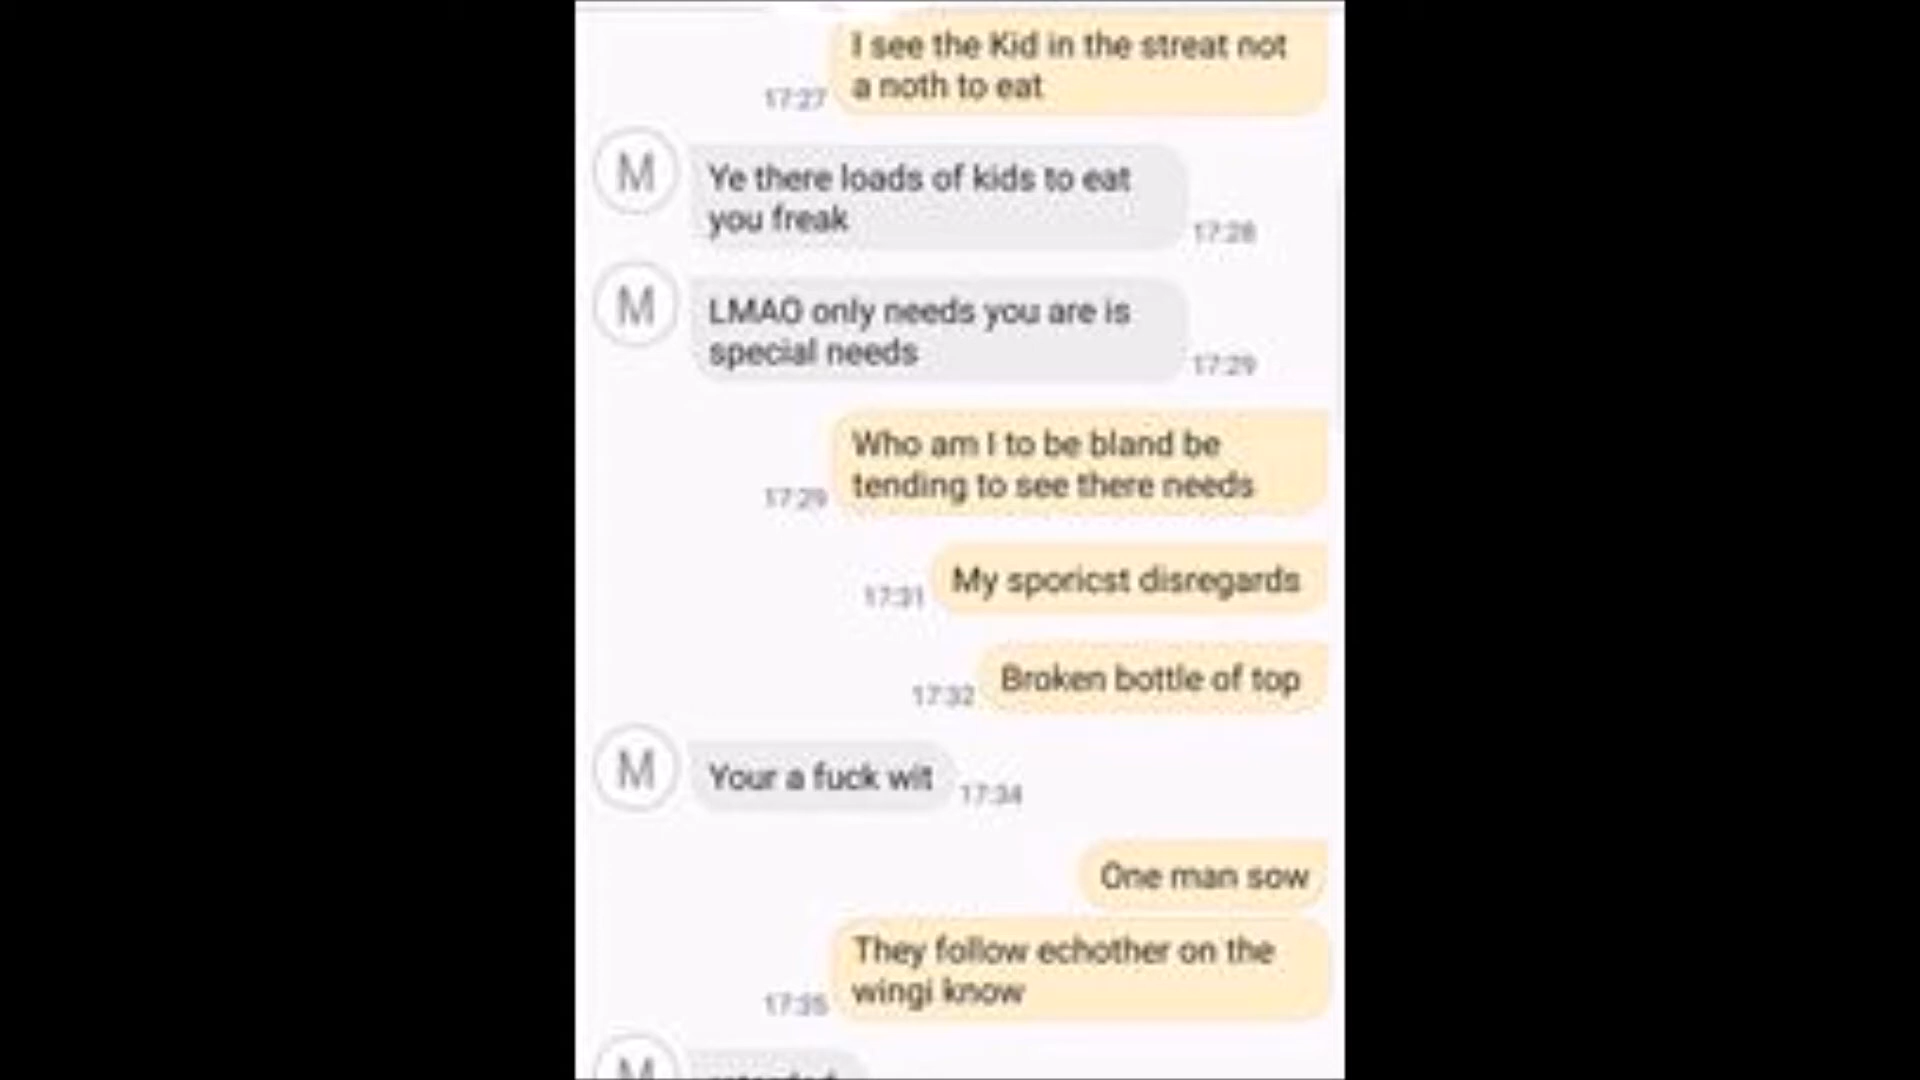 I see the Kid in the streat not
a noth to eat
17:27
M
Ye there loads of kids to eat
you freak
17:28
M
LMAO only needs you are is
special needs
17:29
Who am I to be bland be
tending to see there needs
17:29
My sporicst disregards
17:31
Broken bottle of top
17:32
M
Your a fuck wit
17:34
One man sow
They follow echother on the
wingi know
17:35
M